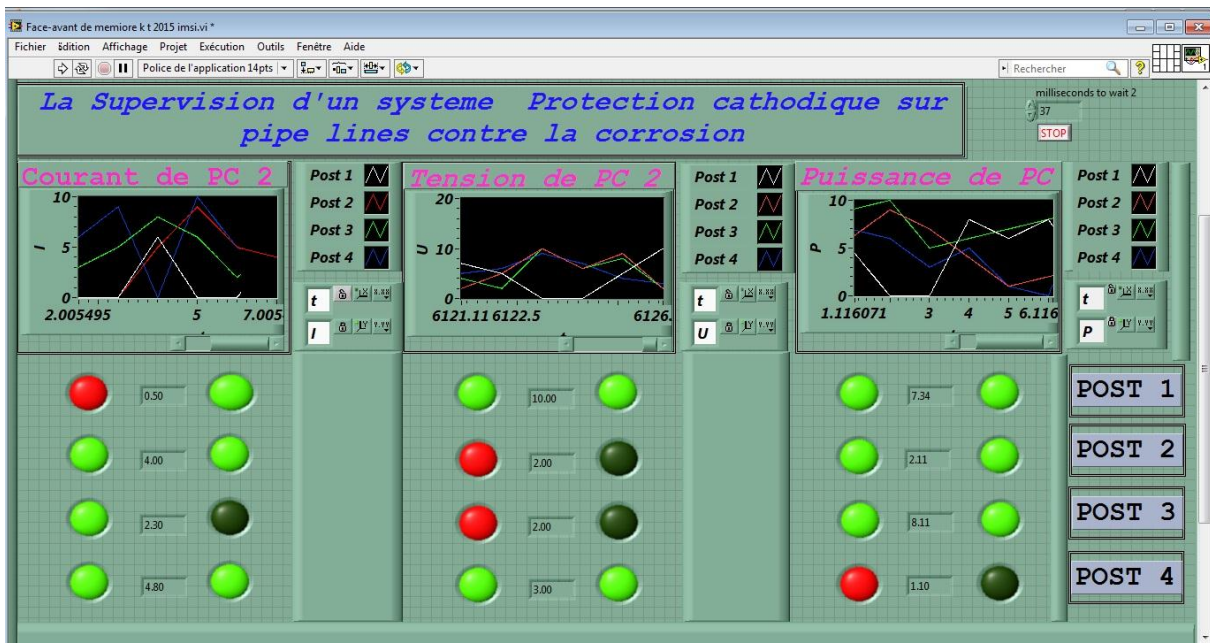 Face-avant de memiore k t 2015 imsi.vi *
Fichier Edition Affichage Projet Exécution Outils Fenêtre Aide
Police de l'application 14pts
Rechercher
La Supervision d'un systeme Protection cathodique sur
pipe lines contre la corrosion
milliseconds to wait 2
37
STOP
Courant de PC 2
10
5
0
I
2.005495 5 7.005
Post 1
Post 2
Post 3
Post 4
t
I
Tension de PC 2
20
10
0
U
6121.11 6122.5 6126.
Post 1
Post 2
Post 3
Post 4
t
U
Puissance de PC
10
5
0
P
1.116071 3 4 5 6.116
Post 1
Post 2
Post 3
Post 4
t
P
0.50 10.00 7.34 POST 1
4.00 2.00 2.11 POST 2
2.30 2.00 8.11 POST 3
4.80 3.00 1.10 POST 4